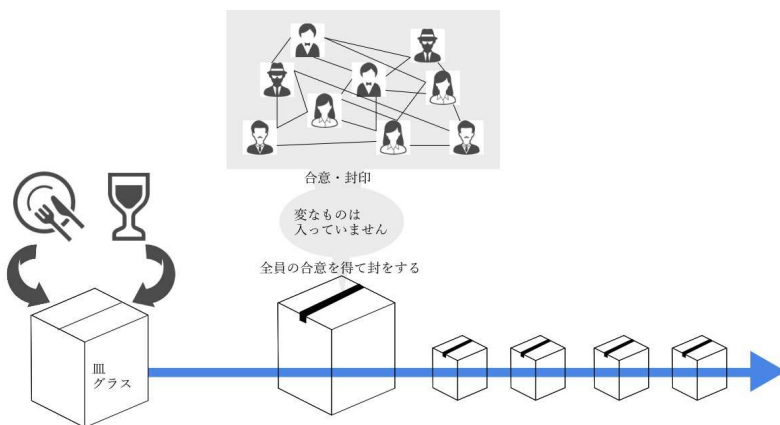 合意・封印
変なものは
入っていません
全員の合意を得て封をする
皿
グラス